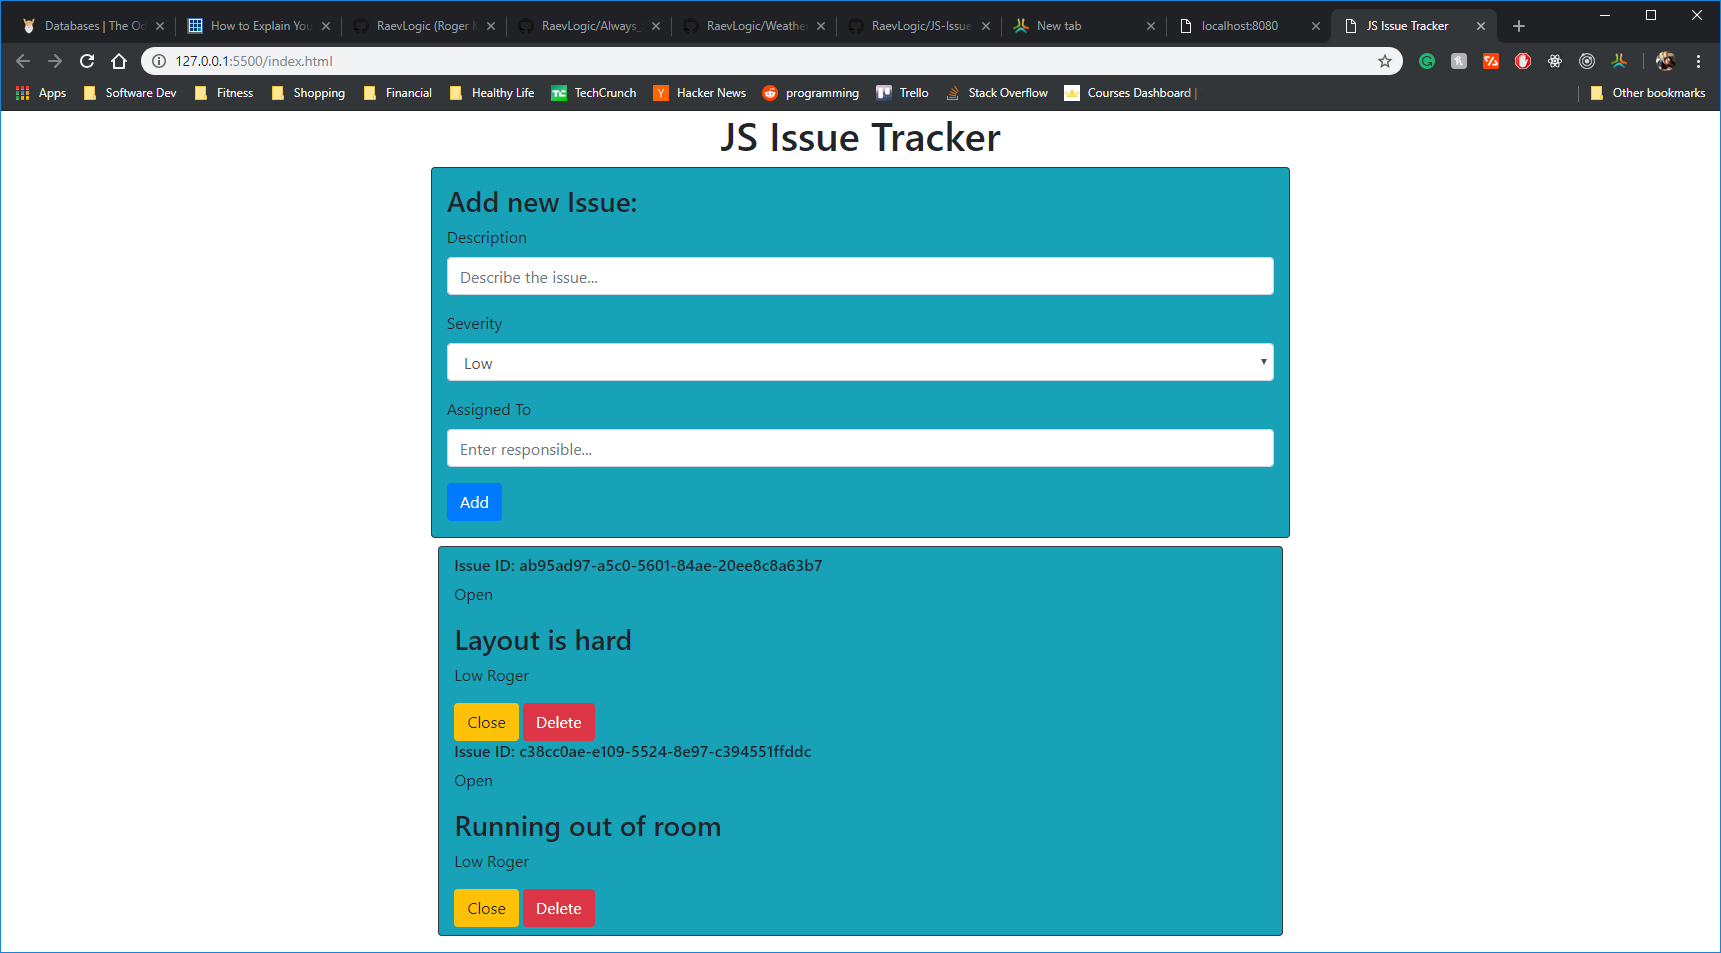 Databases | The Od
How to Explain You
RaevLogic (Roger K
RaevLogic/Always_
RaevLogic/Weathe
RaevLogic/JS-Issue
New tab
localhost:8080
JS Issue Tracker
127.0.0.1:5500/index.html
Apps
Software Dev
Fitness
Shopping
Financial
Healthy Life
TechCrunch
Hacker News
programming
Trello
Stack Overflow
Courses Dashboard |
Other bookmarks
JS Issue Tracker
Add new Issue:
Description
Describe the issue...
Severity
Low
Assigned To
Enter responsible...
Add
Issue ID: ab95ad97-a5c0-5601-84ae-20ee8c8a63b7
Open
Layout is hard
Low Roger
Close Delete
Issue ID: c38cc0ae-e109-5524-8e97-c394551ffddc
Open
Running out of room
Low Roger
Close Delete